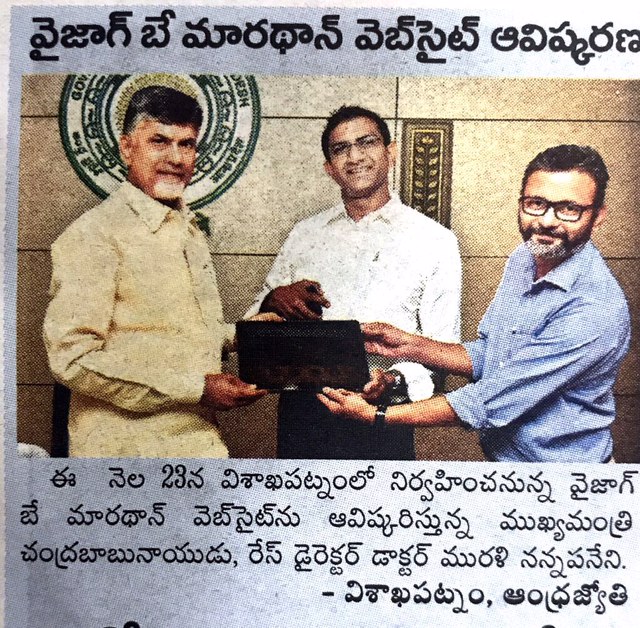 వైజాగ్ బే మారథాన్ వెబ్‌సైట్ ఆవిష్కరణ
ఈ నెల 23న విశాఖపట్నంలో నిర్వహించనున్న వైజాగ్
బే మారథాన్ వెబ్‌సైట్‌ను ఆవిష్కరిస్తున్న ముఖ్యమంత్రి
చంద్రబాబునాయుడు, రేస్ డైరెక్టర్ డాక్టర్ మురళి నన్నపనేని.
- విశాఖపట్నం, ఆంధ్రజ్యోతి